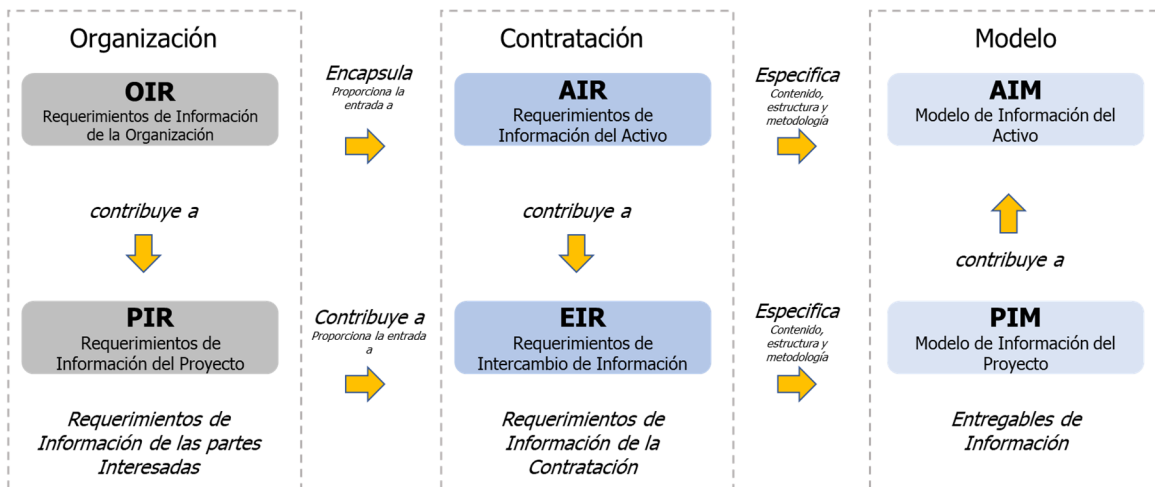 Organización
OIR
Requerimientos de Información
de la Organización
contribuye a
PIR
Requerimientos de
Información del Proyecto
Requerimientos de
Información de las partes
Interesadas
Encapsula
Proporciona la
entrada a
Contribuye a
Proporciona la entrada
a
Contratación
AIR
Requerimientos de
Información del Activo
contribuye a
EIR
Requerimientos de
Intercambio de Información
Requerimientos de
Información de la
Contratación
Especifica
Contenido,
estructura y
metodología
Especifica
Contenido,
estructura y
metodología
Modelo
AIM
Modelo de Información del
Activo
contribuye a
PIM
Modelo de Información del
Proyecto
Entregables de
Información